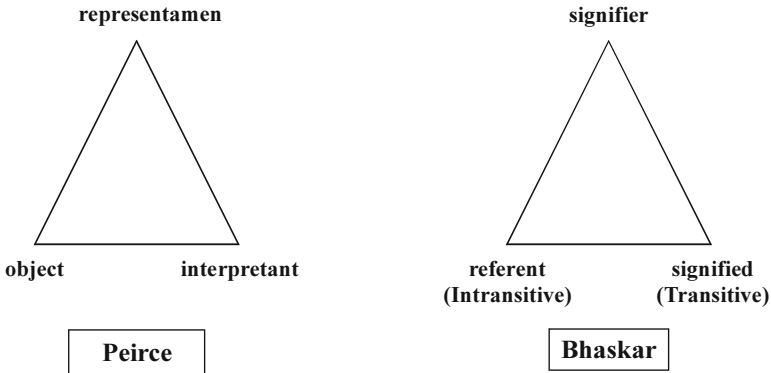 representamen
object
interpretant
Peirce
signifier
referent
(Intransitive)
signified
(Transitive)
Bhaskar